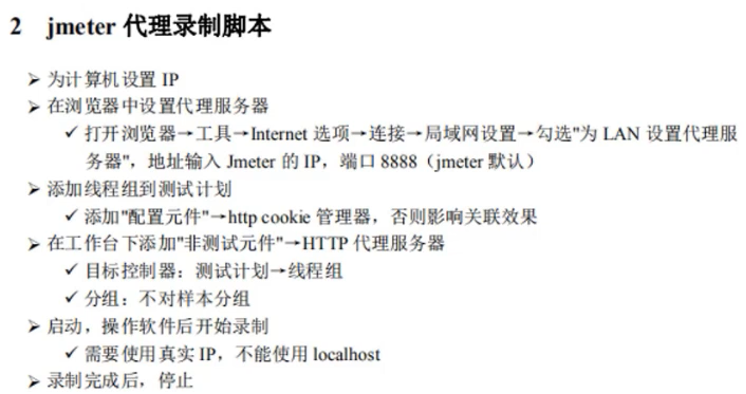 2 jmeter 代理录制脚本
➢ 为计算机设置 IP
➢ 在浏览器中设置代理服务器
✓ 打开浏览器→工具→Internet 选项→连接→局域网设置→勾选"为 LAN 设置代理服
务器"，地址输入 Jmeter 的 IP，端口 8888（jmeter 默认）
➢ 添加线程组到测试计划
✓ 添加"配置元件"→http cookie 管理器，否则影响关联效果
➢ 在工作台下添加"非测试元件"→HTTP 代理服务器
✓ 目标控制器：测试计划→线程组
✓ 分组：不对样本分组
➢ 启动，操作软件后开始录制
✓ 需要使用真实 IP，不能使用 localhost
➢ 录制完成后，停止